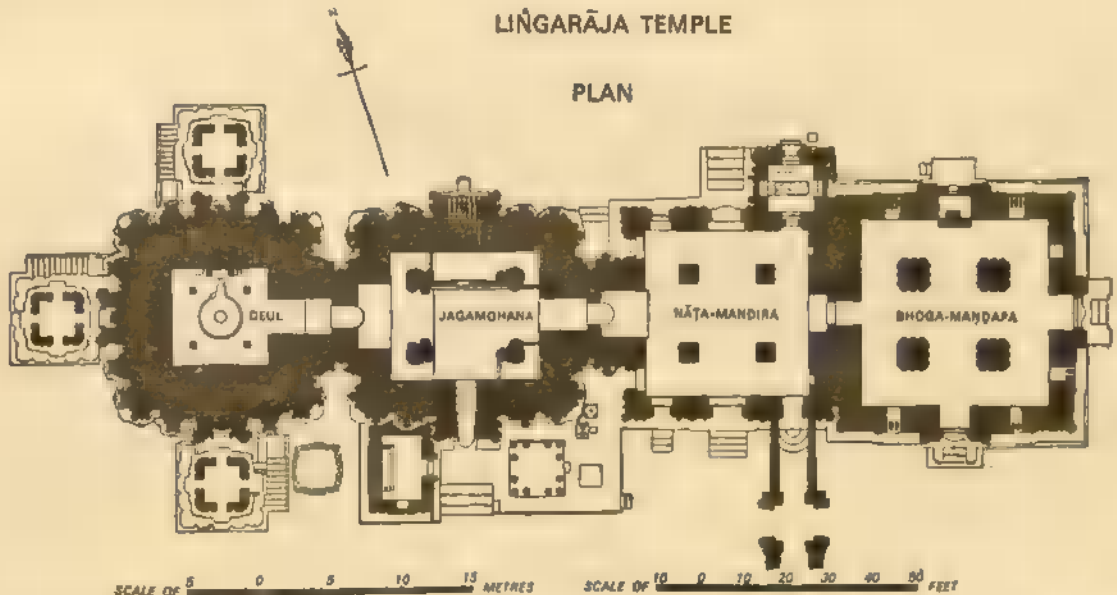 LIṄGARĀJA TEMPLE
PLAN
N
DEUL
JAGAMOHANA
NĀṬA-MANDIRA
BHOGA-MAṆḌAPA
SCALE OF 5 0 5 10 15 METRES
SCALE OF 10 0 10 20 30 50 FEET